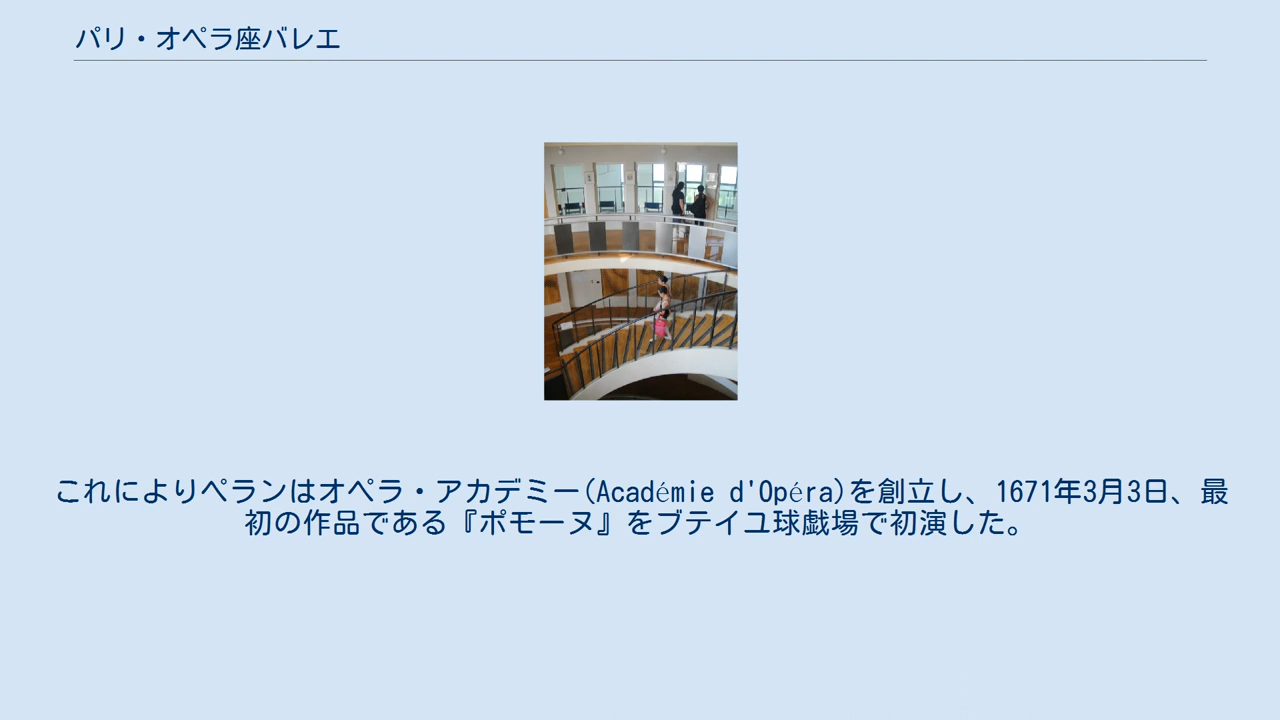 パリ・オペラ座バレエ
これによりペランはオペラ・アカデミー(Académie d'Opéra)を創立し、1671年3月3日、最
初の作品である『ポモーヌ』をブテイユ球戯場で初演した。